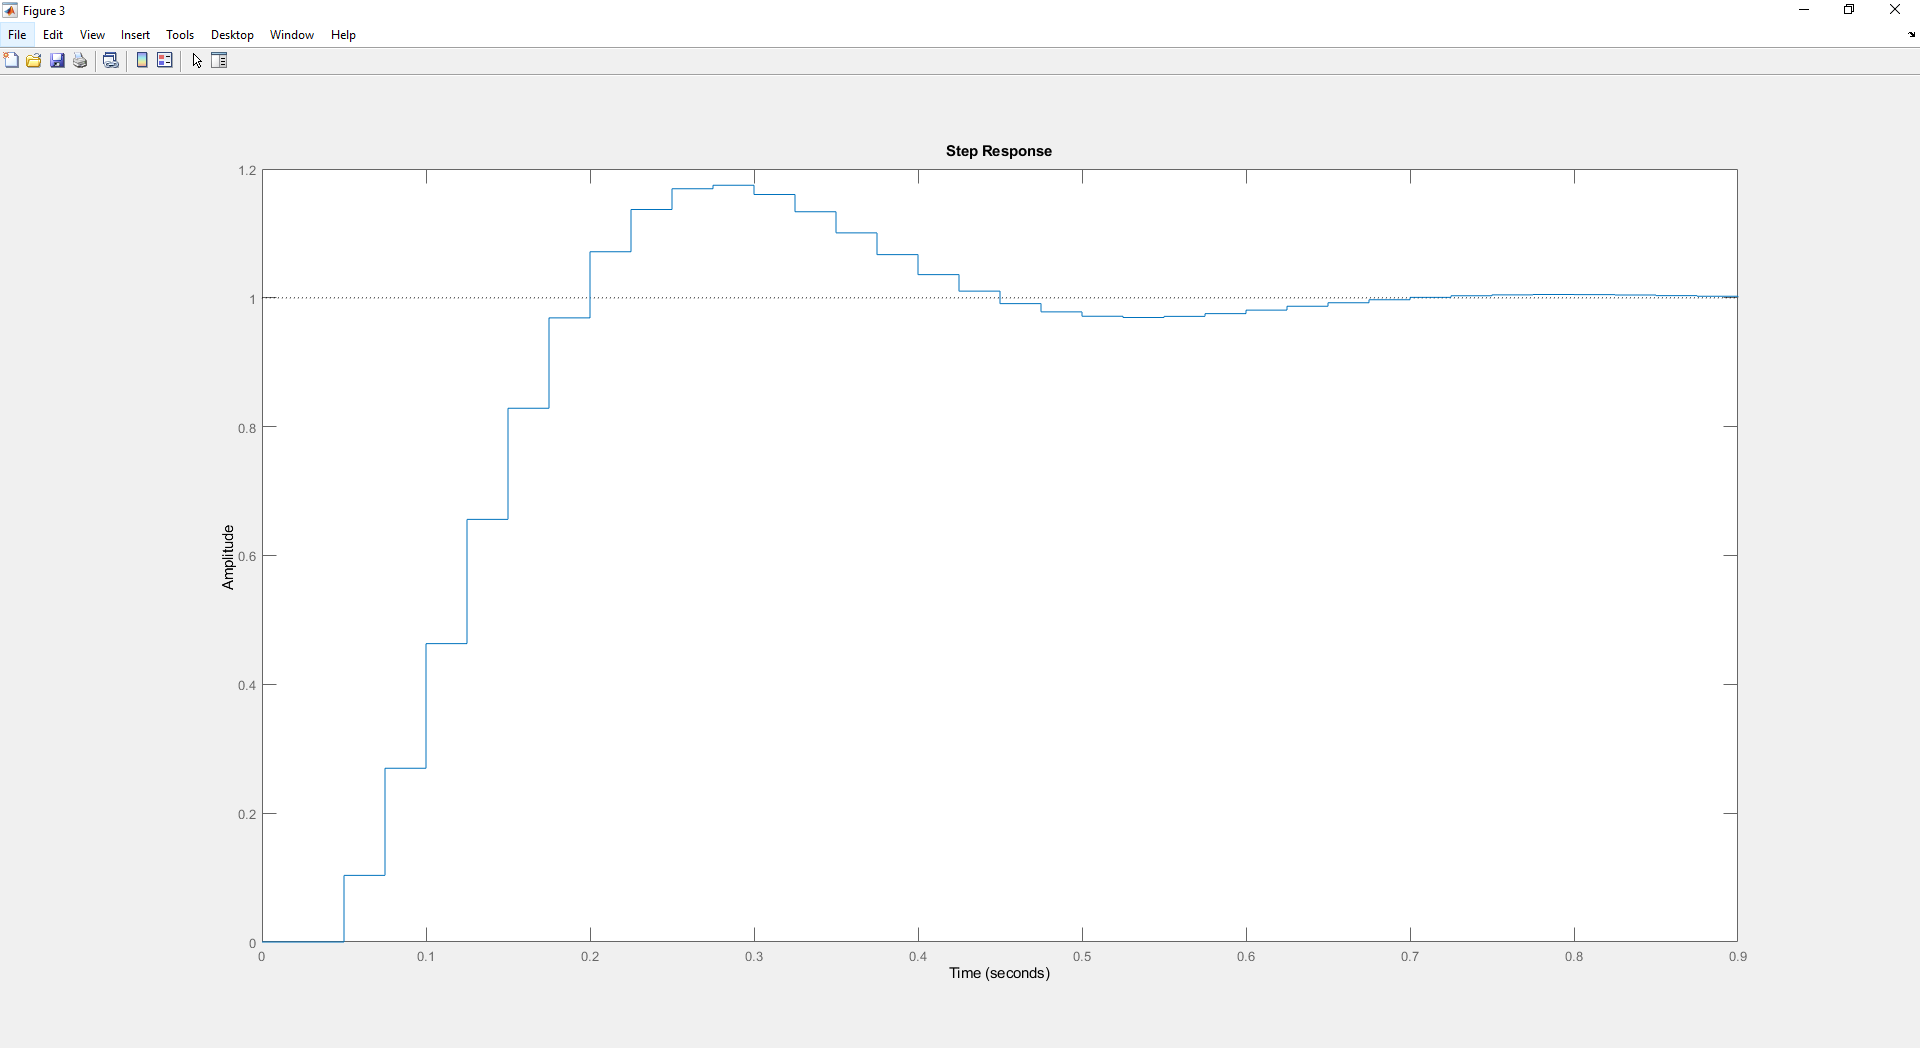 Figure 3
File Edit View Insert Tools Desktop Window Help
Step Response
1.2
1
0.8
0.6
0.4
0.2
0
Amplitude
0 0.1 0.2 0.3 0.4 0.5 0.6 0.7 0.8 0.9
Time (seconds)